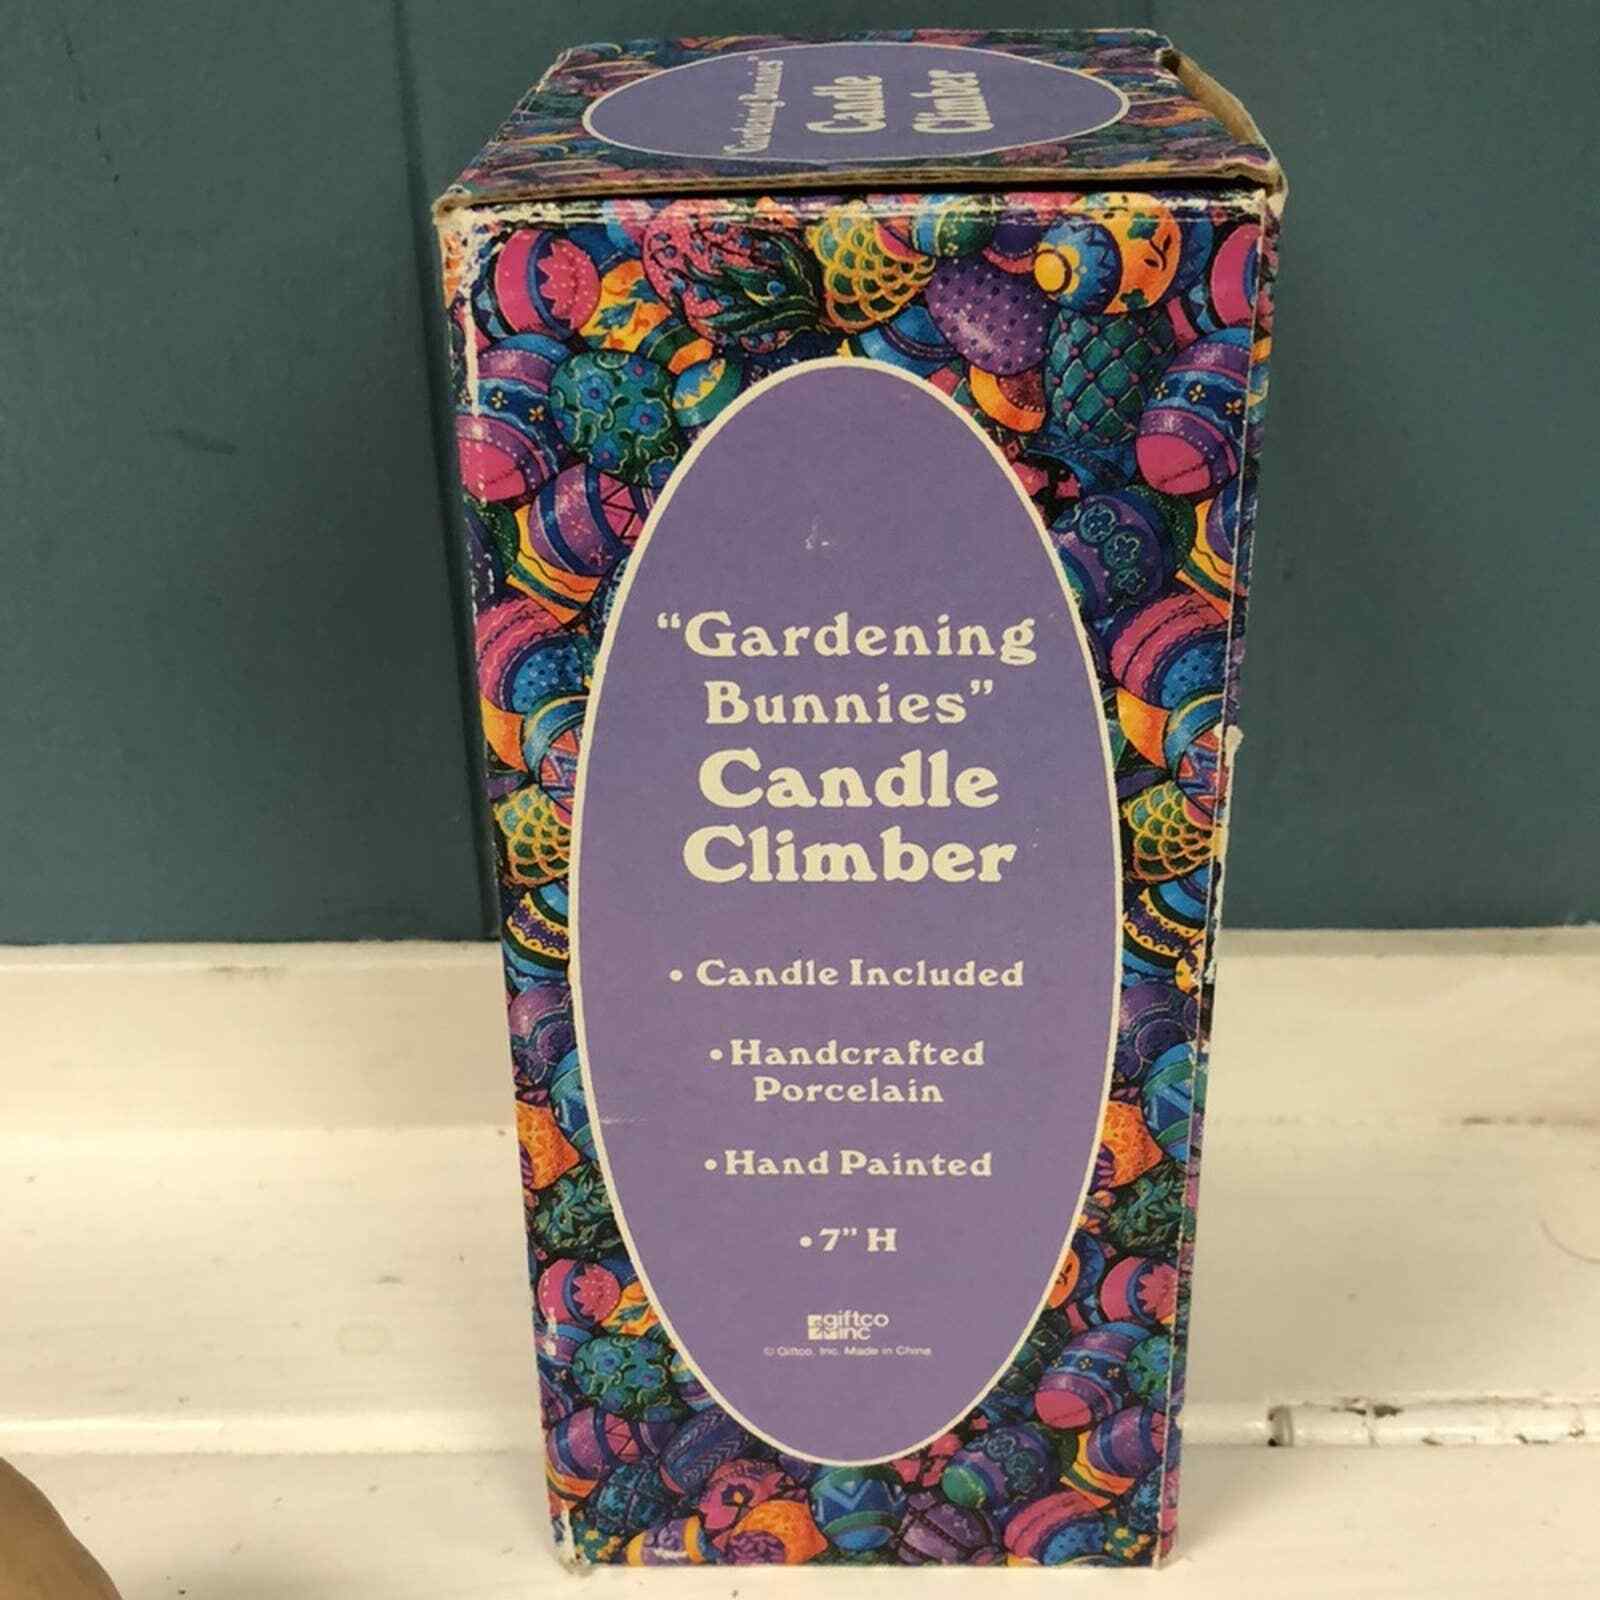 "Gardening Bunnies"
Candle
Climber
"Gardening
Bunnies"
Candle
Climber
• Candle Included
• Handcrafted
Porcelain
• Hand Painted
• 7" H
giftco
inc
© Giftco, Inc. Made in China